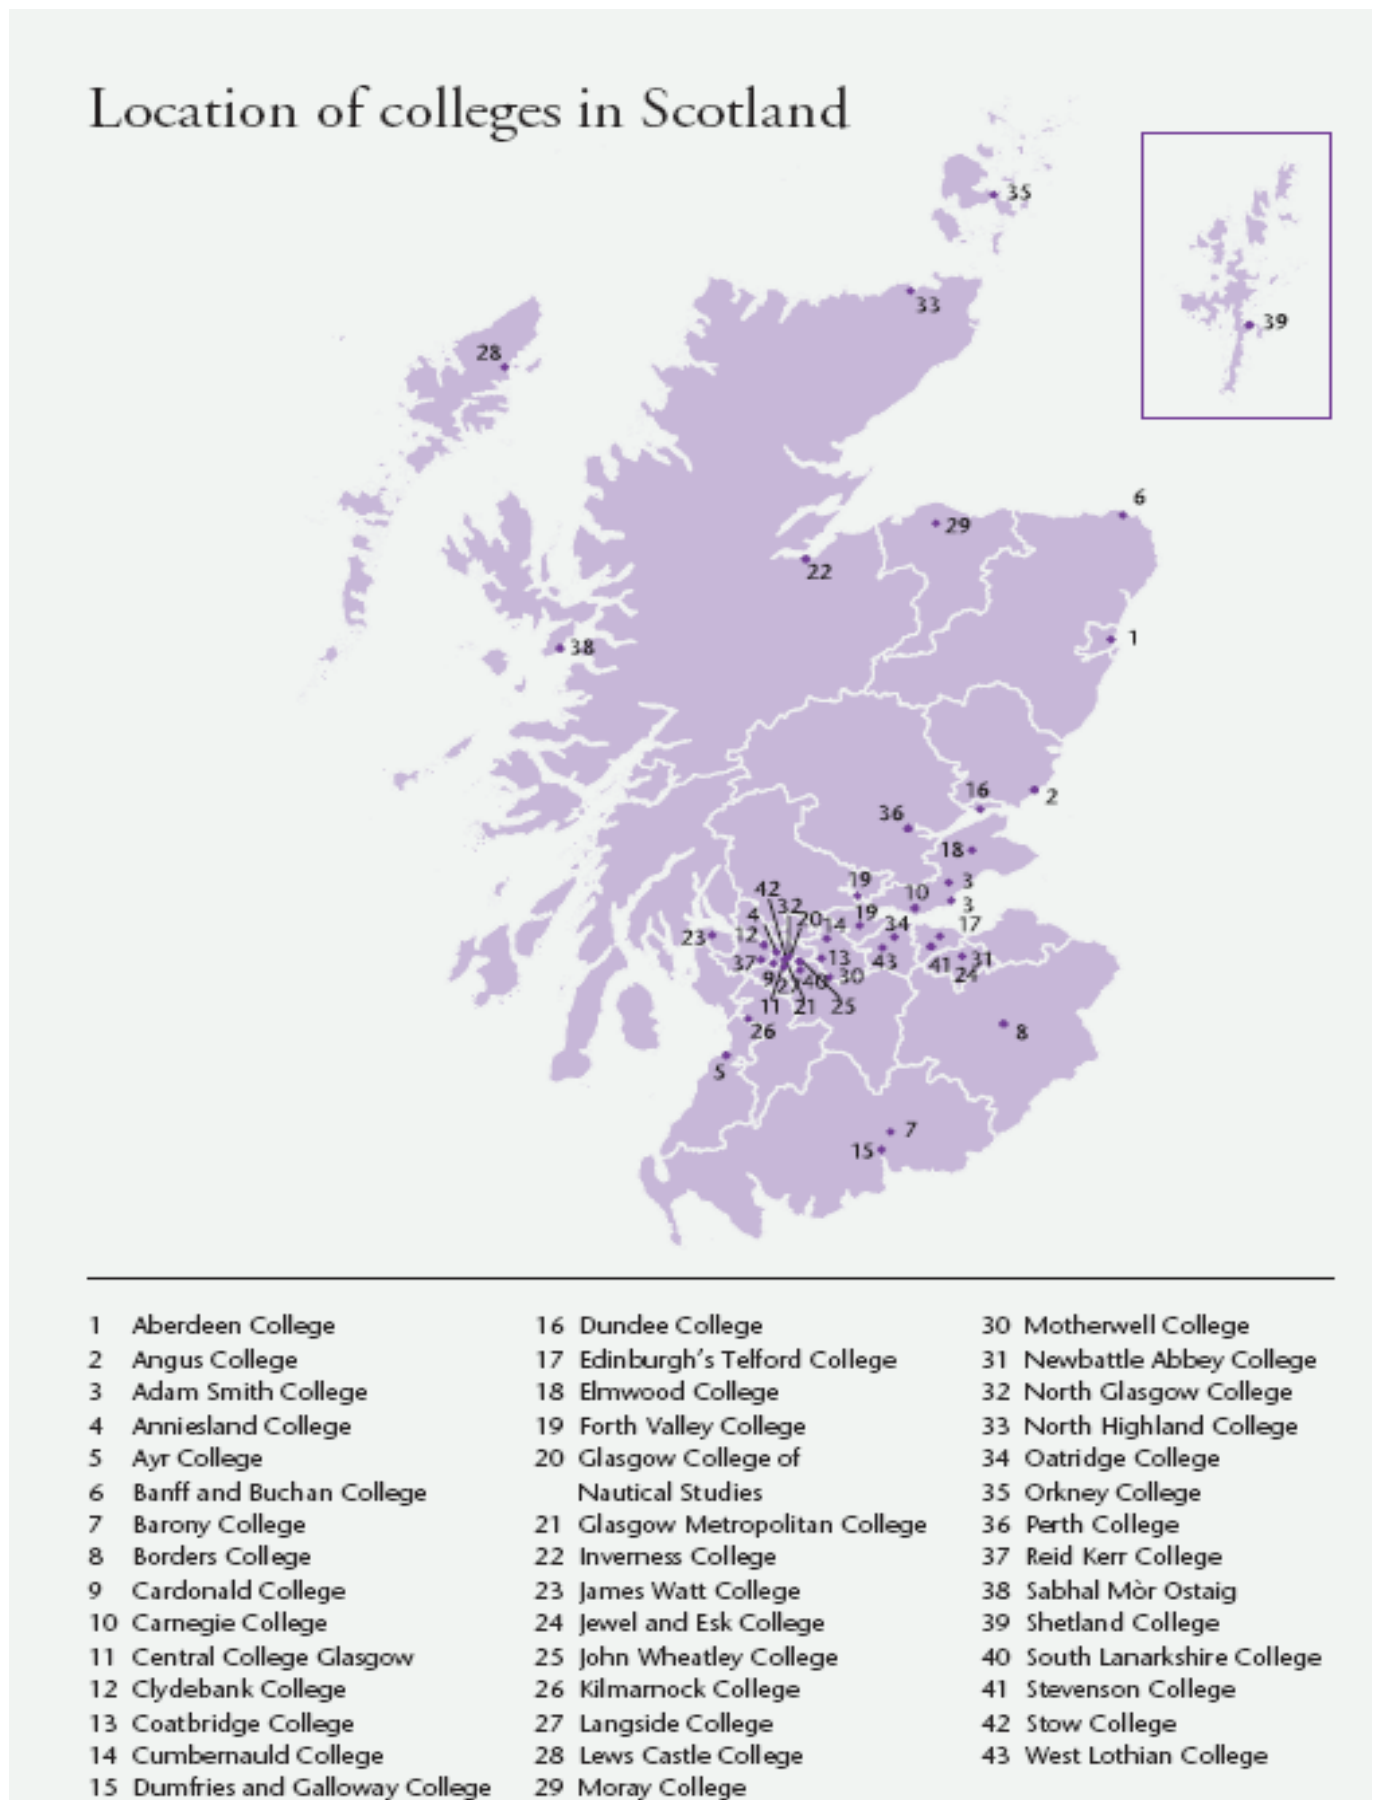 Location of colleges in Scotland
35
33
39
28
6
29
22
1
38
16
2
36
18
19
3
42
10
3
32
4
20
19
14
34
17
23
12
37
13
43
41
31
9
27
40
30
24
11
21
25
26
8
5
7
15
1 Aberdeen College
2 Angus College
3 Adam Smith College
4 Anniesland College
5 Ayr College
6 Banff and Buchan College
7 Barony College
8 Borders College
9 Cardonald College
10 Carnegie College
11 Central College Glasgow
12 Clydebank College
13 Coatbridge College
14 Cumbernauld College
15 Dumfries and Galloway College
16 Dundee College
17 Edinburgh's Telford College
18 Elmwood College
19 Forth Valley College
20 Glasgow College of
Nautical Studies
21 Glasgow Metropolitan College
22 Inverness College
23 James Watt College
24 Jewel and Esk College
25 John Wheatley College
26 Kilmarnock College
27 Langside College
28 Lews Castle College
29 Moray College
30 Motherwell College
31 Newbattle Abbey College
32 North Glasgow College
33 North Highland College
34 Oatridge College
35 Orkney College
36 Perth College
37 Reid Kerr College
38 Sabhal Mòr Ostaig
39 Shetland College
40 South Lanarkshire College
41 Stevenson College
42 Stow College
43 West Lothian College